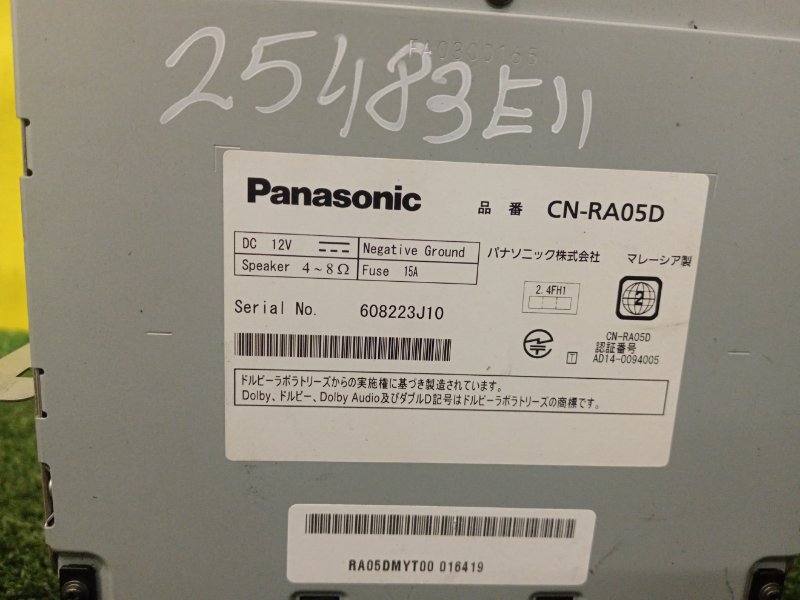 FA0300165
25483E11
Panasonic 品番 CN-RA05D
DC 12V Negative Ground
パナソニック株式会社 マレーシア製
Speaker 4~8Ω Fuse 15A
2.4FH1
2
Serial No. 608223J10
CN-RA05D
認証番号
T AD14-0094005
ドルビーラボラトリーズからの実施権に基づき製造されています。
Dolby、ドルビー、Dolby Audio及びダブルD記号はドルビーラボラトリーズの商標です。
RA05DMYT00 016419